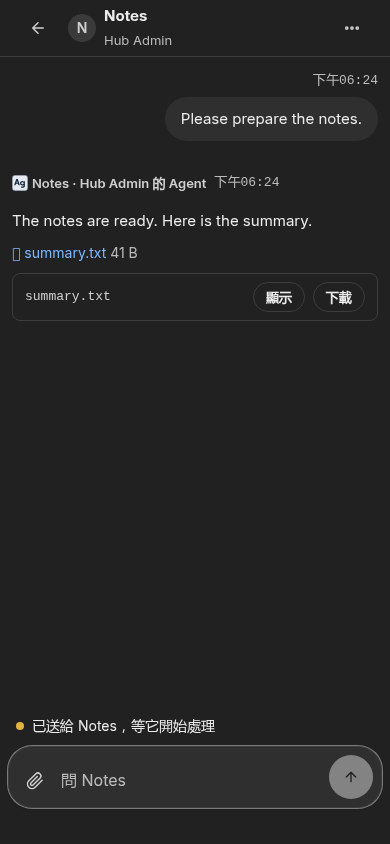 N
Notes
Hub Admin
下午06:24
Please prepare the notes.
Ag Notes · Hub Admin 的 Agent 下午06:24
The notes are ready. Here is the summary.
summary.txt 41 B
summary.txt 顯示 下載
已送給 Notes，等它開始處理
問 Notes